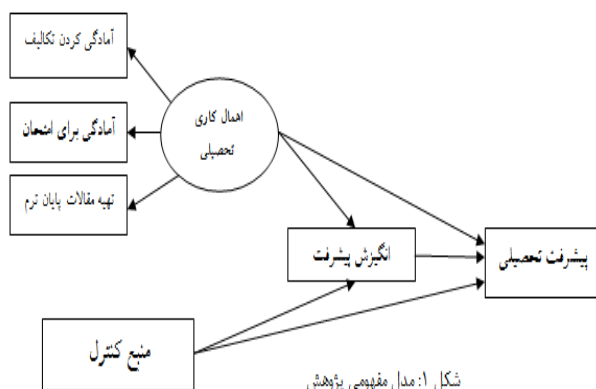 آمادگی کردن تکالیف
اهمال کاری
تحصیلی
آمادگی برای امتحان
تهیه مقالات پایان ترم
انگیزش پیشرفت
پیشرفت تحصیلی
منبع کنترل
شکل ۱: مدل مفهومی پژوهش